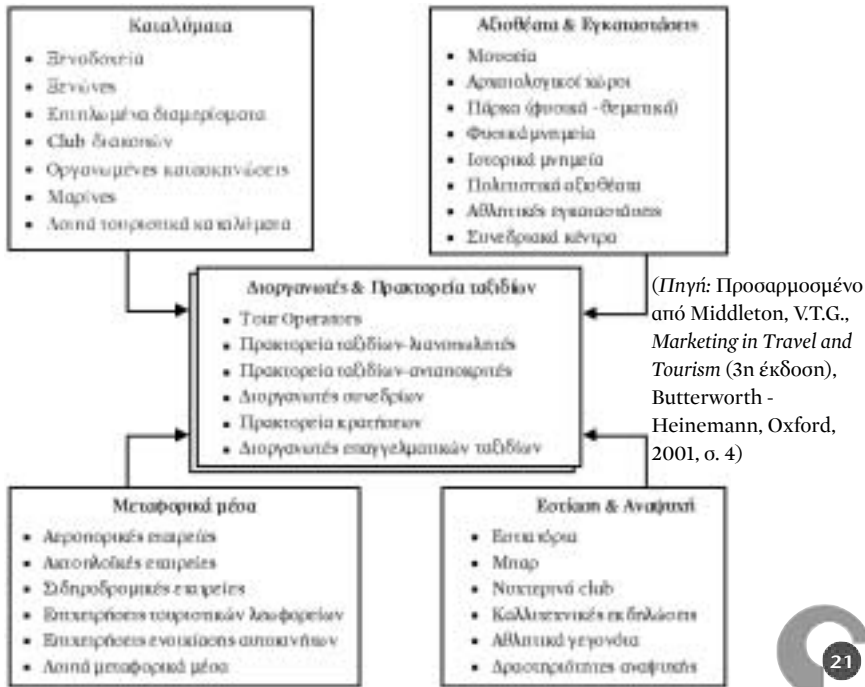 Καταλύματα
• Ξενοδοχεία
• Ξενώνες
• Επιπλωμένα διαμερίσματα
• Club διακοπών
• Οργανωμένες κατασκηνώσεις
• Μαρίνες
• Λοιπά τουριστικά καταλύματα
Αξιοθέατα & Εγκαταστάσεις
• Μουσεία
• Αρχαιολογικοί χώροι
• Πάρκα (φυσικά - θεματικά)
• Φυσικά μνημεία
• Ιστορικά μνημεία
• Πολιτιστικά αξιοθέατα
• Αθλητικές εγκαταστάσεις
• Συνεδριακά κέντρα
Διοργανωτές & Πρακτορεία ταξιδίων
• Tour Operators
• Πρακτορεία ταξιδίων-λιανοπωλητές
• Πρακτορεία ταξιδίων-ανταποκριτές
• Διοργανωτές συνεδρίων
• Πρακτορεία κρατήσεων
• Διοργανωτές επαγγελματικών ταξιδίων
(Πηγή: Προσαρμοσμένο
από Middleton, V.T.G.,
Marketing in Travel and
Tourism (3η έκδοση),
Butterworth -
Heinemann, Oxford,
2001, σ. 4)
Μεταφορικά μέσα
• Αεροπορικές εταιρείες
• Ακτοπλοϊκές εταιρείες
• Σιδηροδρομικές εταιρείες
• Επιχειρήσεις τουριστικών λεωφορείων
• Επιχειρήσεις ενοικίασης αυτοκινήτων
• Λοιπά μεταφορικά μέσα
Εστίαση & Αναψυχή
• Εστιατόρια
• Μπαρ
• Νυχτερινά club
• Καλλιτεχνικές εκδηλώσεις
• Αθλητικά γεγονότα
• Δραστηριότητες αναψυχής
21